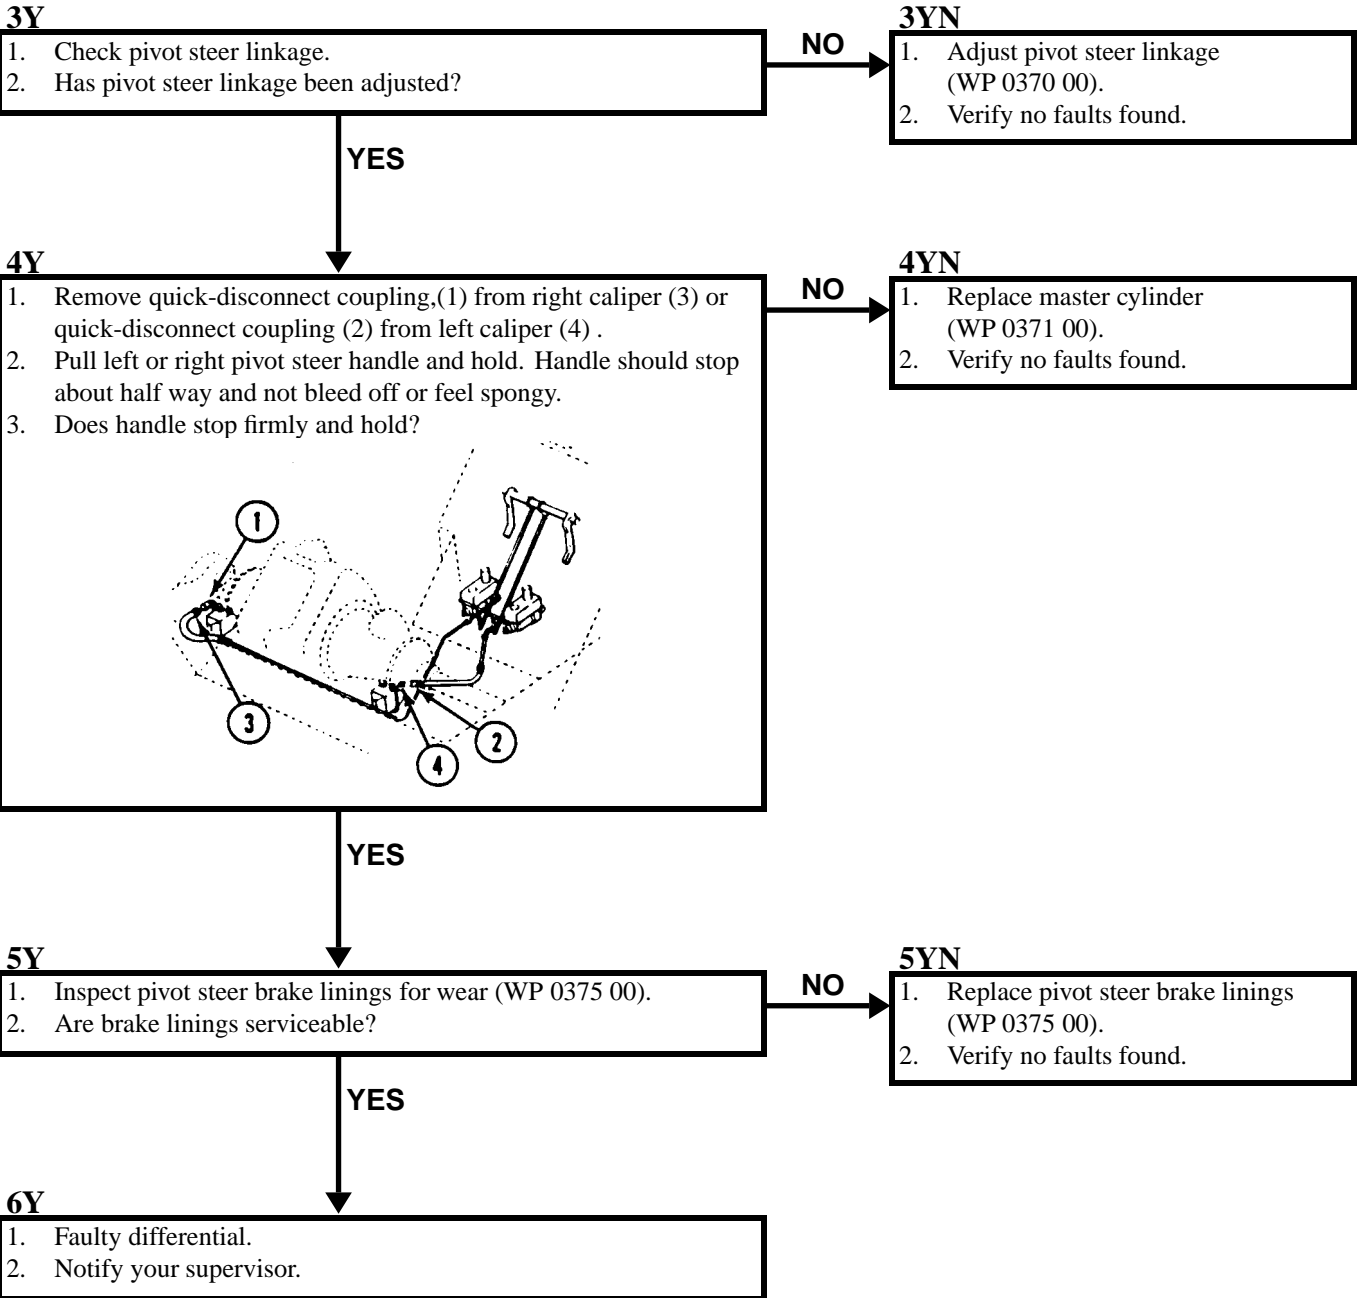 3Y
1. Check pivot steer linkage.
2. Has pivot steer linkage been adjusted?
NO
3YN
1. Adjust pivot steer linkage
(WP 0370 00).
2. Verify no faults found.
YES
4Y
1. Remove quick-disconnect coupling,(1) from right caliper (3) or
quick-disconnect coupling (2) from left caliper (4) .
2. Pull left or right pivot steer handle and hold. Handle should stop
about half way and not bleed off or feel spongy.
3. Does handle stop firmly and hold?
NO
4YN
1. Replace master cylinder
(WP 0371 00).
2. Verify no faults found.
1
3
2
4
YES
5Y
1. Inspect pivot steer brake linings for wear (WP 0375 00).
2. Are brake linings serviceable?
NO
5YN
1. Replace pivot steer brake linings
(WP 0375 00).
2. Verify no faults found.
YES
6Y
1. Faulty differential.
2. Notify your supervisor.